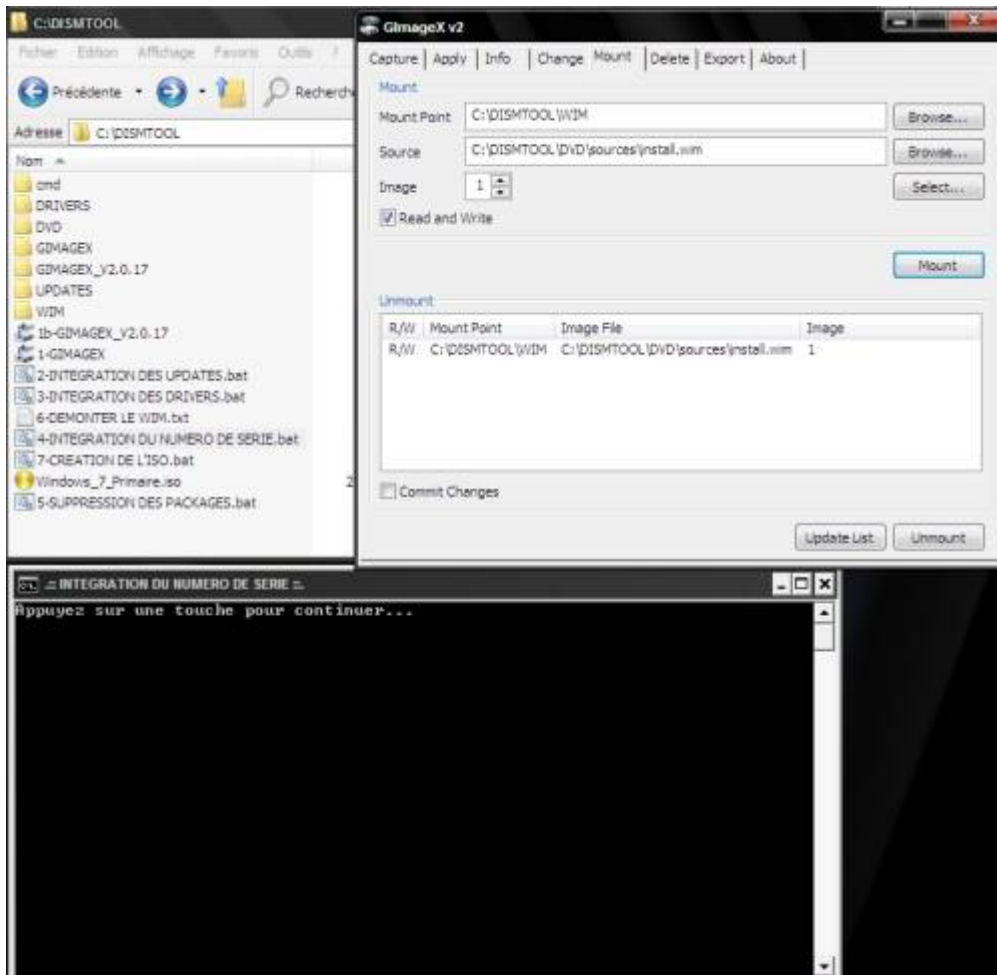 C:\DISMTOOL
Fichier Edition Affichage Favoris Outils ?
Précédente Recherch
Adresse C:\DISMTOOL
Nom
cmd
DRIVERS
DVD
GIMAGEX
GIMAGEX_V2.0.17
UPDATES
WIM
1b-GIMAGEX_V2.0.17
1-GIMAGEX
2-INTEGRATION DES UPDATES.bat
3-INTEGRATION DES DRIVERS.bat
6-DEMONTER LE WIM.txt
4-INTEGRATION DU NUMERO DE SERIE.bat
7-CREATION DE L'ISO.bat
Windows_7_Primaire.iso 2
5-SUPPRESSION DES PACKAGES.bat
GImageX v2
Capture Apply Info Change Mount Delete Export About
Mount
Mount Point C:\DISMTOOL\WIM Browse...
Source C:\DISMTOOL\DVD\sources\install.wim Browse...
Image 1 Select...
Read and Write
Mount
Unmount
R/W Mount Point Image File Image
R/W C:\DISMTOOL\WIM C:\DISMTOOL\DVD\sources\install.wim 1
Commit Changes
Update List Unmount
.:: INTEGRATION DU NUMERO DE SERIE ::.
Appuyez sur une touche pour continuer...